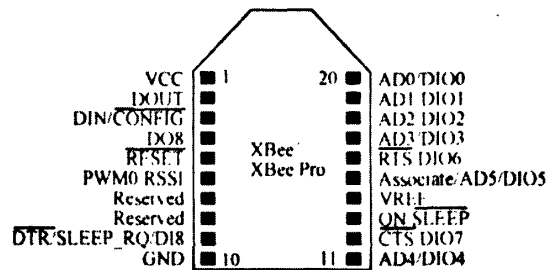 VCC 1 20 AD0/DIO0
DOUT AD1 DIO1
DIN/CONFIG AD2 DIO2
DO8 AD3/DIO3
RESET XBee RTS DIO6
PWM0 RSSI XBee Pro Associate/AD5/DIO5
Reserved VREF
Reserved ON SLEEP
DTR/SLEEP_RQ/DI8 CTS DIO7
GND 10 11 AD4/DIO4